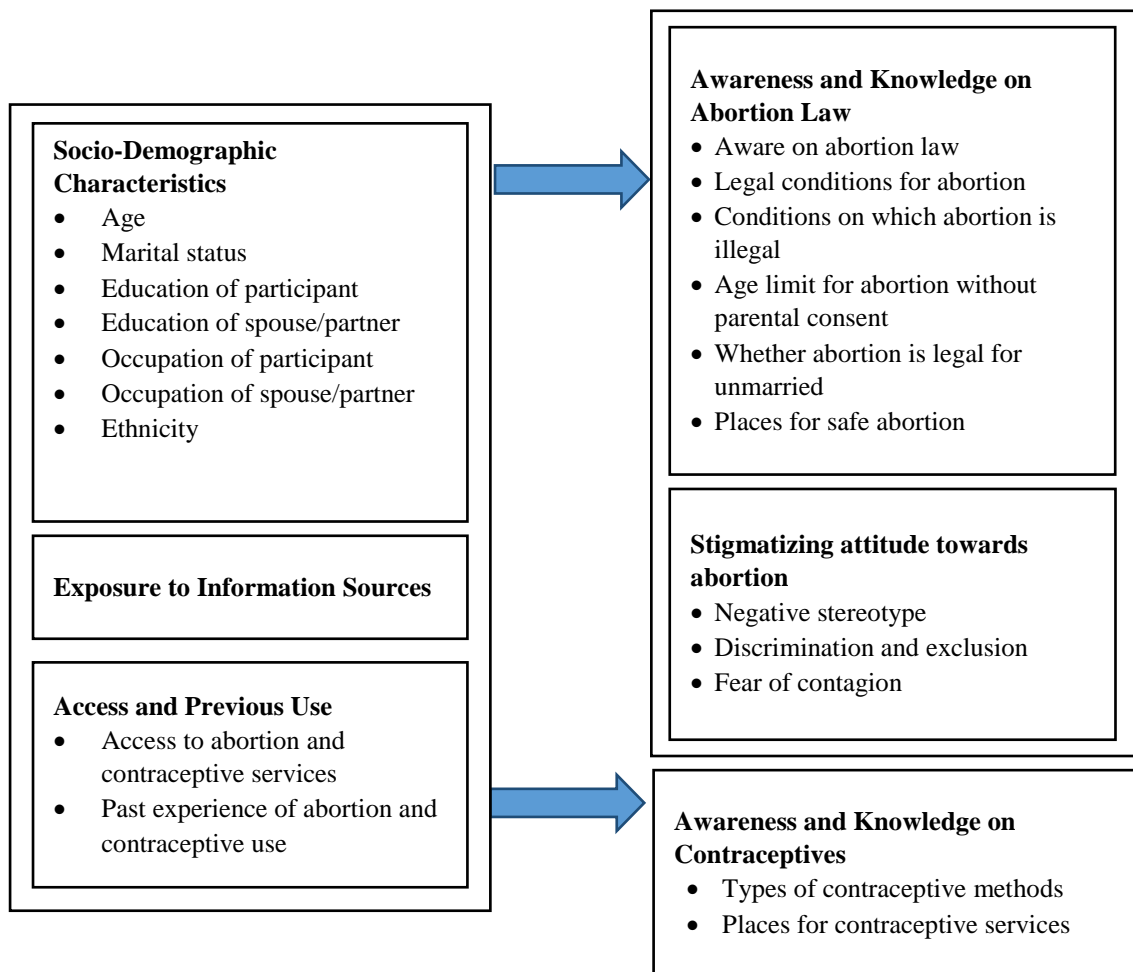 Socio-Demographic
Characteristics
• Age
• Marital status
• Education of participant
• Education of spouse/partner
• Occupation of participant
• Occupation of spouse/partner
• Ethnicity
Exposure to Information Sources
Access and Previous Use
• Access to abortion and
contraceptive services
• Past experience of abortion and
contraceptive use
Awareness and Knowledge on
Abortion Law
• Aware on abortion law
• Legal conditions for abortion
• Conditions on which abortion is
illegal
• Age limit for abortion without
parental consent
• Whether abortion is legal for
unmarried
• Places for safe abortion
Stigmatizing attitude towards
abortion
• Negative stereotype
• Discrimination and exclusion
• Fear of contagion
Awareness and Knowledge on
Contraceptives
• Types of contraceptive methods
• Places for contraceptive services